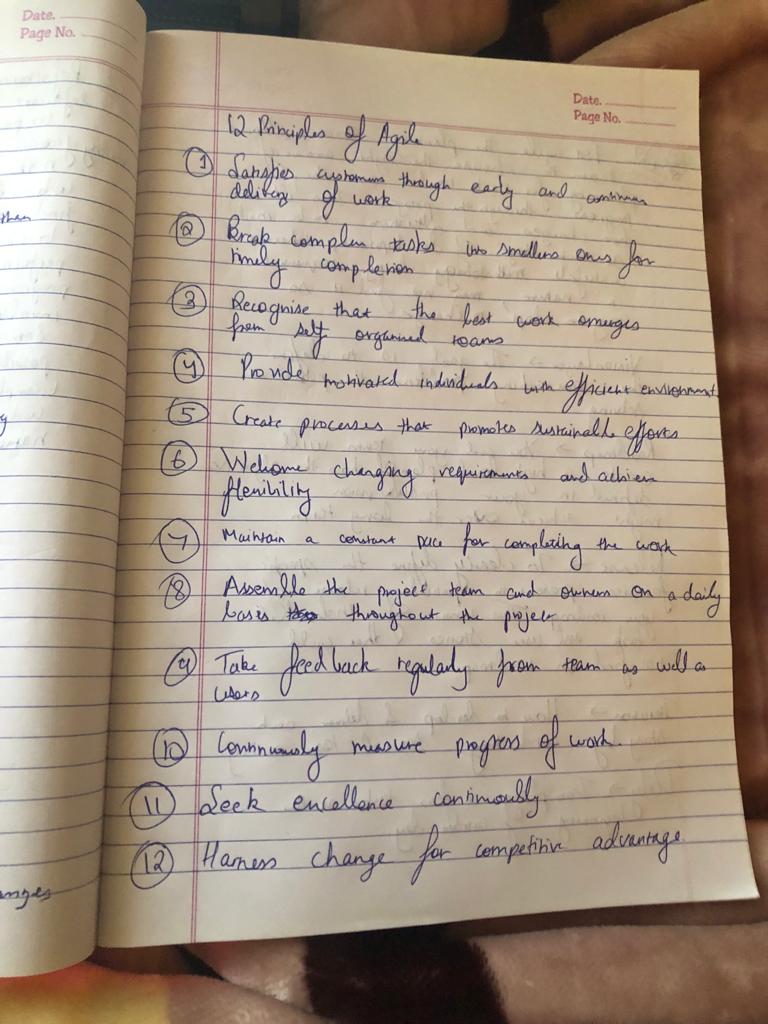 Date.
Page No.
than
y
anges
Date.
Page No.
12 Principles of Agile
1 Satisfies customers through early and continuous
delivery of work
2 Break complex tasks into smallers ones for
timely completion
3 Recognise that the best work emerges
from self organised teams
4 Provide motivated individuals with efficient environment
5 Create processes that promotes sustainable efforts
6 Welcome changing requirements and achieve
flexibility
7 Maintain a constant pace for completing the work
8 Assemble the project team and owners on a daily
basis throughout the project
9 Take feedback regularly from team as well as
users
10 Continuously measure progress of work.
11 Seek excellence continuously.
12 Harness change for competitive advantage.